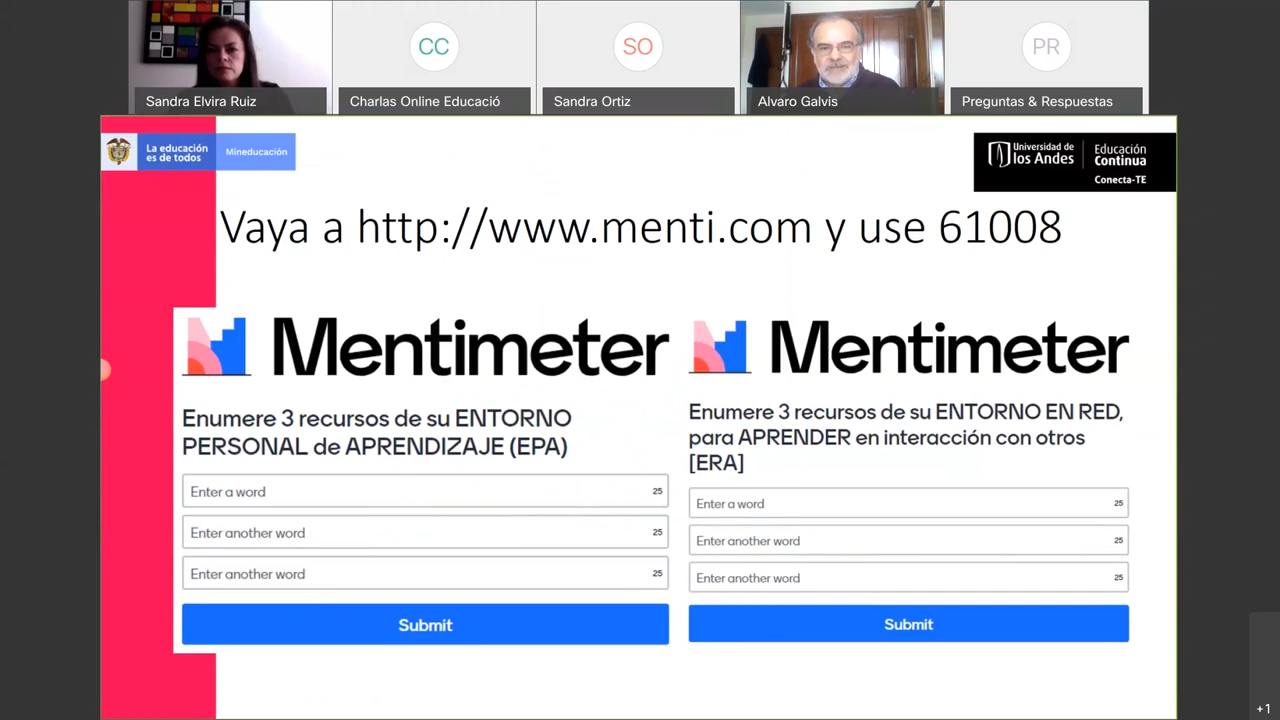 CC
SO
PR
Sandra Elvira Ruiz
Charlas Online Educació
Sandra Ortiz
Alvaro Galvis
Preguntas & Respuestas
La educación
es de todos
Mineducación
Universidad de
los Andes
Educación
Continua
Conecta-TE
Vaya a http://www.menti.com y use 61008
Mentimeter
Enumere 3 recursos de su ENTORNO
PERSONAL de APRENDIZAJE (EPA)
Enter a word
25
Enter another word
25
Enter another word
25
Submit
Mentimeter
Enumere 3 recursos de su ENTORNO EN RED,
para APRENDER en interacción con otros
[ERA]
Enter a word
25
Enter another word
25
Enter another word
25
Submit
+1